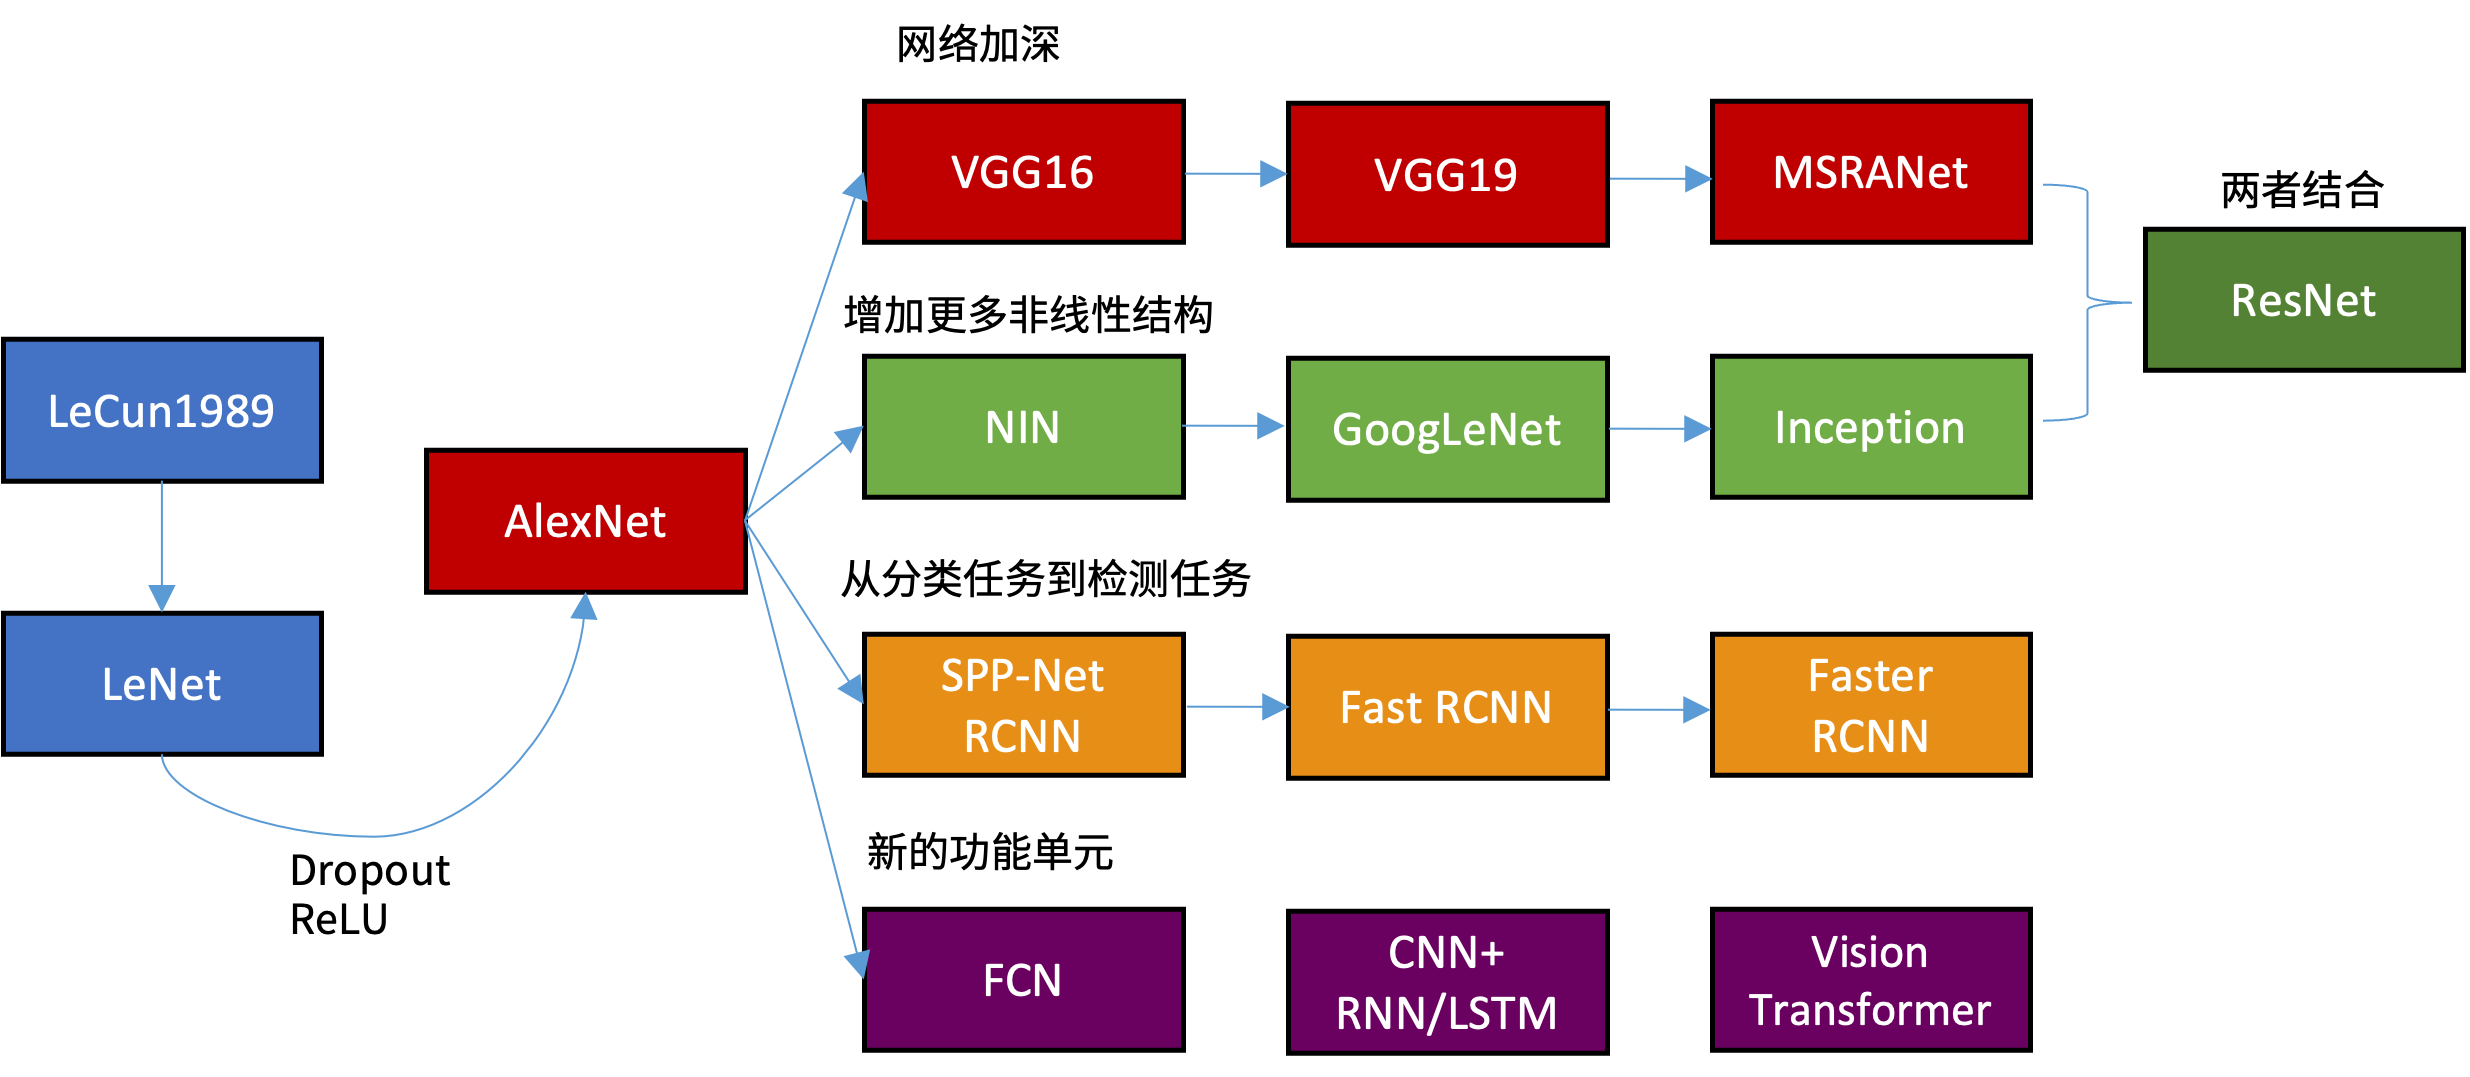 网络加深
VGG16
VGG19
MSRANet
两者结合
ResNet
增加更多非线性结构
LeCun1989
NIN
GoogLeNet
Inception
AlexNet
从分类任务到检测任务
LeNet
SPP-Net
RCNN
Fast RCNN
Faster
RCNN
Dropout
ReLU
新的功能单元
FCN
CNN+
RNN/LSTM
Vision
Transformer